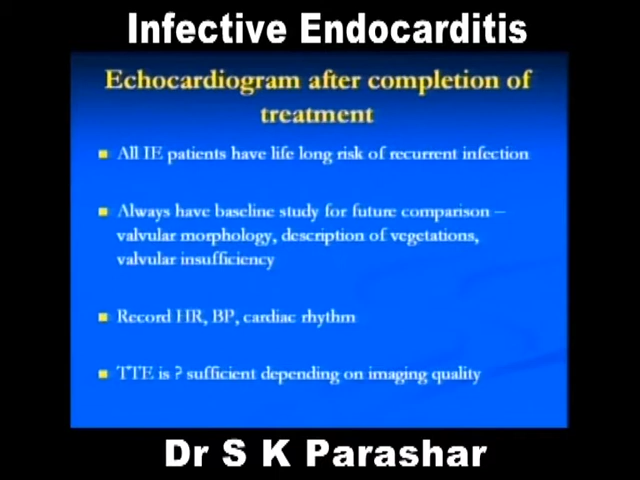 Infective Endocarditis
Echocardiogram after completion of
treatment
All IE patients have life long risk of recurrent infection
Always have baseline study for future comparison –
valvular morphology, description of vegetations,
valvular insufficiency
Record HR, BP, cardiac rhythm
TTE is ? sufficient depending on imaging quality
Dr S K Parashar